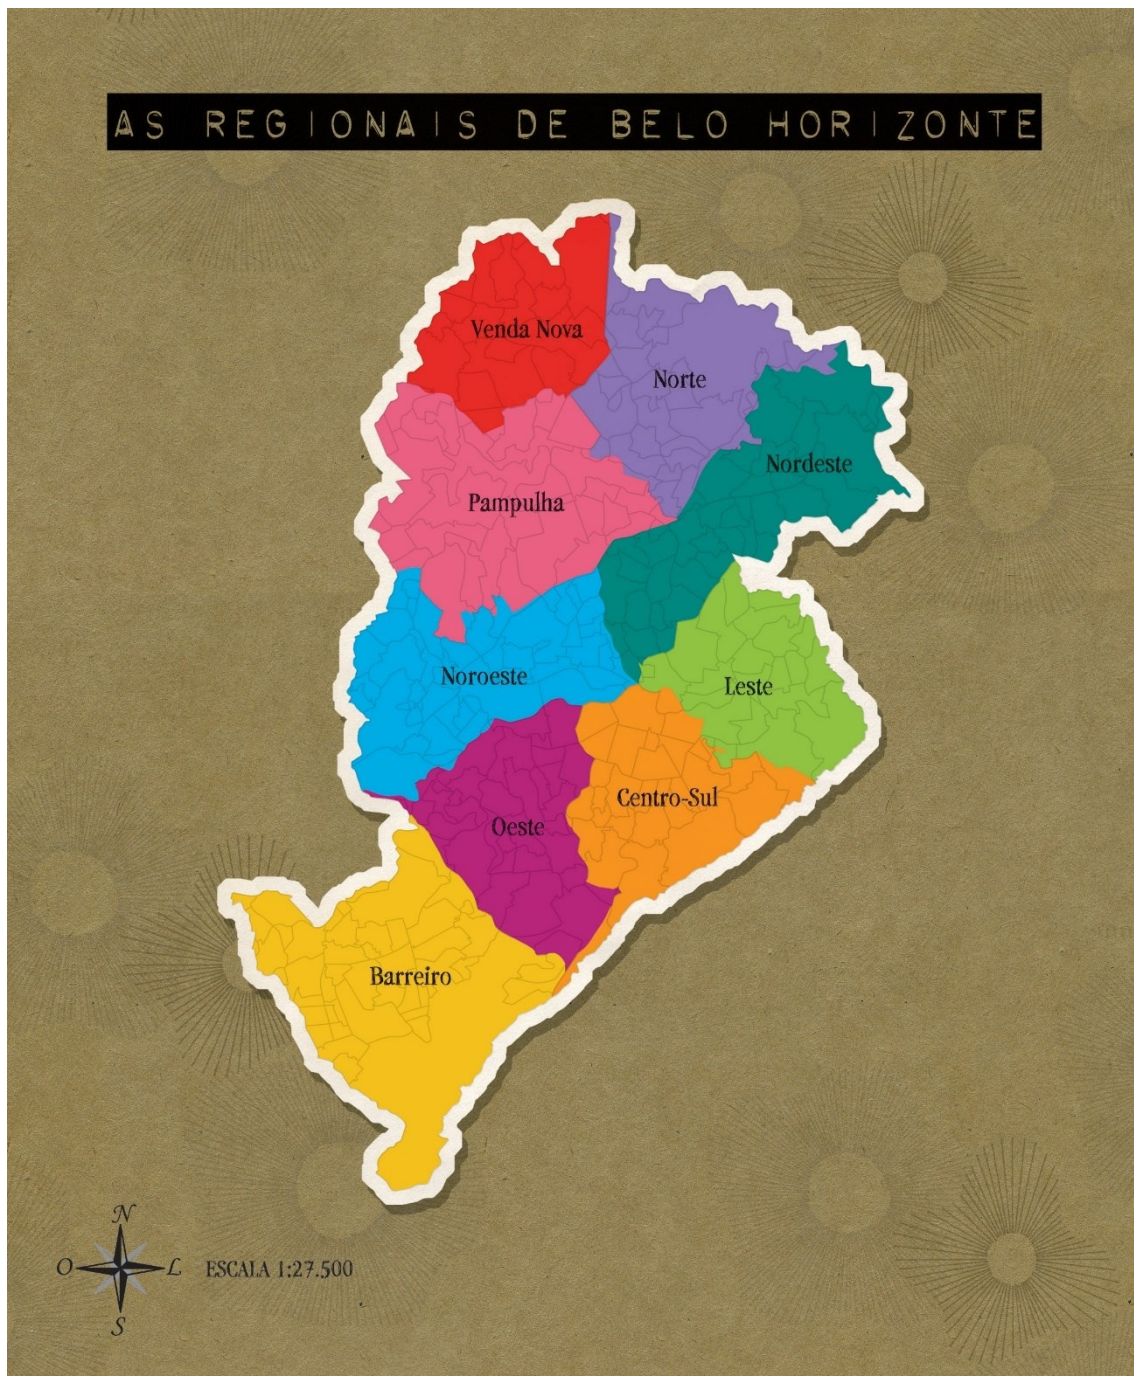 AS REGIONAIS DE BELO HORIZONTE
Venda Nova
Norte
Nordeste
Pampulha
Noroeste
Leste
Centro-Sul
Oeste
Barreiro
N
O L ESCALA 1:27.500
S